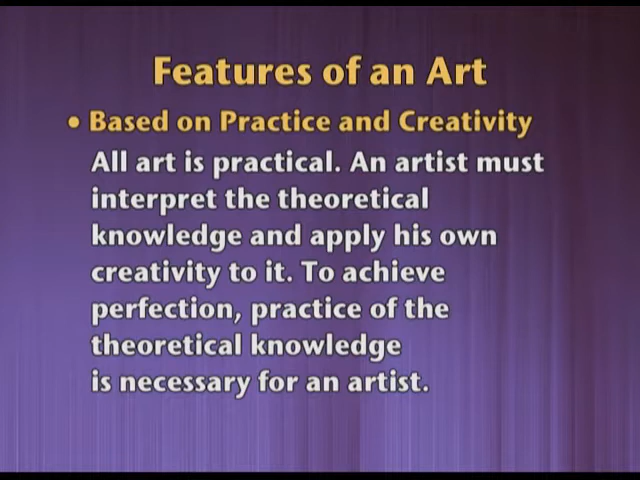 Features of an Art
• Based on Practice and Creativity
All art is practical. An artist must
interpret the theoretical
knowledge and apply his own
creativity to it. To achieve
perfection, practice of the
theoretical knowledge
is necessary for an artist.